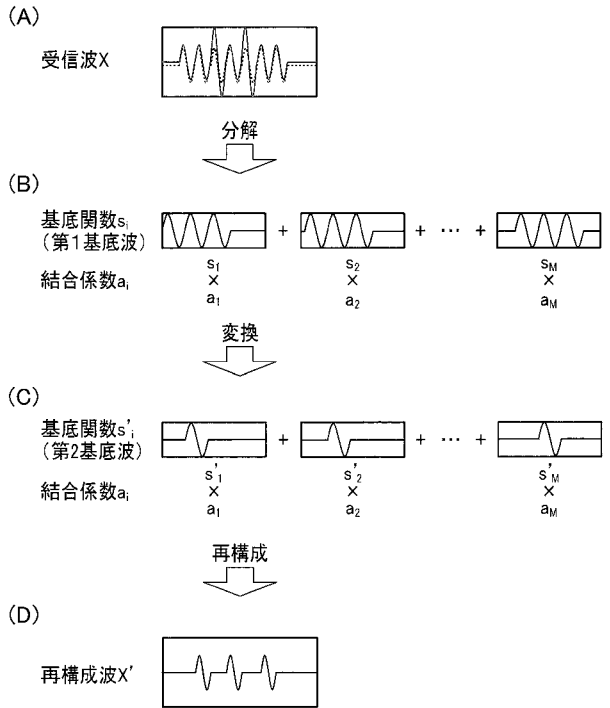 (A)
受信波X
分解
(B)
基底関数sᵢ
(第1基底波)
+ + + … +
s₁ s₂ s_M
結合係数aᵢ
× × ×
a₁ a₂ a_M
変換
(C)
基底関数s'ᵢ
(第2基底波)
+ + + … +
s'₁ s'₂ s'_M
結合係数aᵢ
× × ×
a₁ a₂ a_M
再構成
(D)
再構成波X'